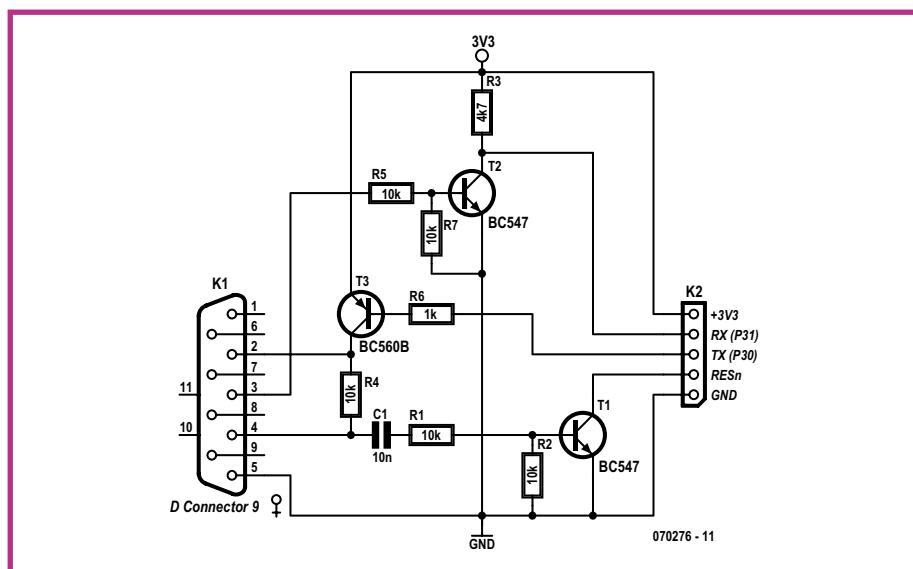 3V3
R3
4k7
T2
R5
10k
BC547
R7
10k
K1
T3
R6
1k
K2
1
+3V3
6
RX (P31)
BC560B
2
TX (P30)
7
RESn
R4
10k
11
3
GND
8
C1
R1
T1
10
4
10k
10n
R2
10k
9
BC547
5
D Connector 9
GND
070276 - 11